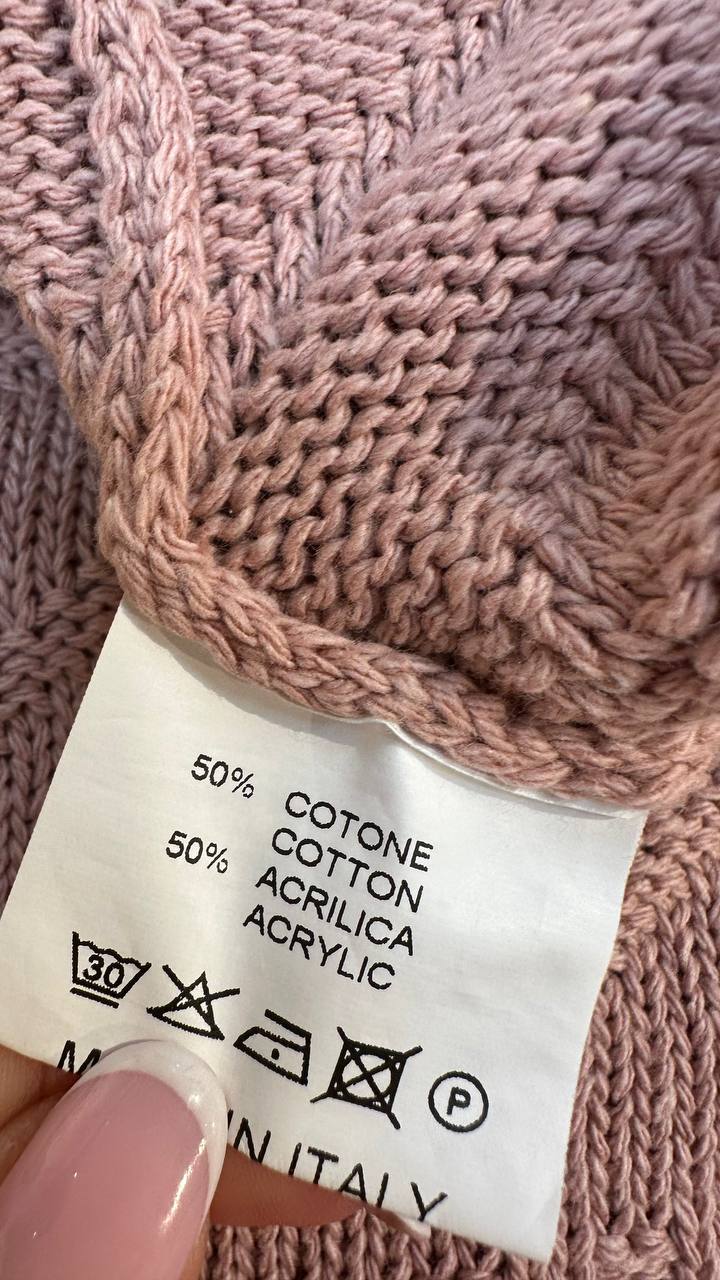 50% COTONE
COTTON
50% ACRILICA
ACRYLIC
30
P
IN ITALY